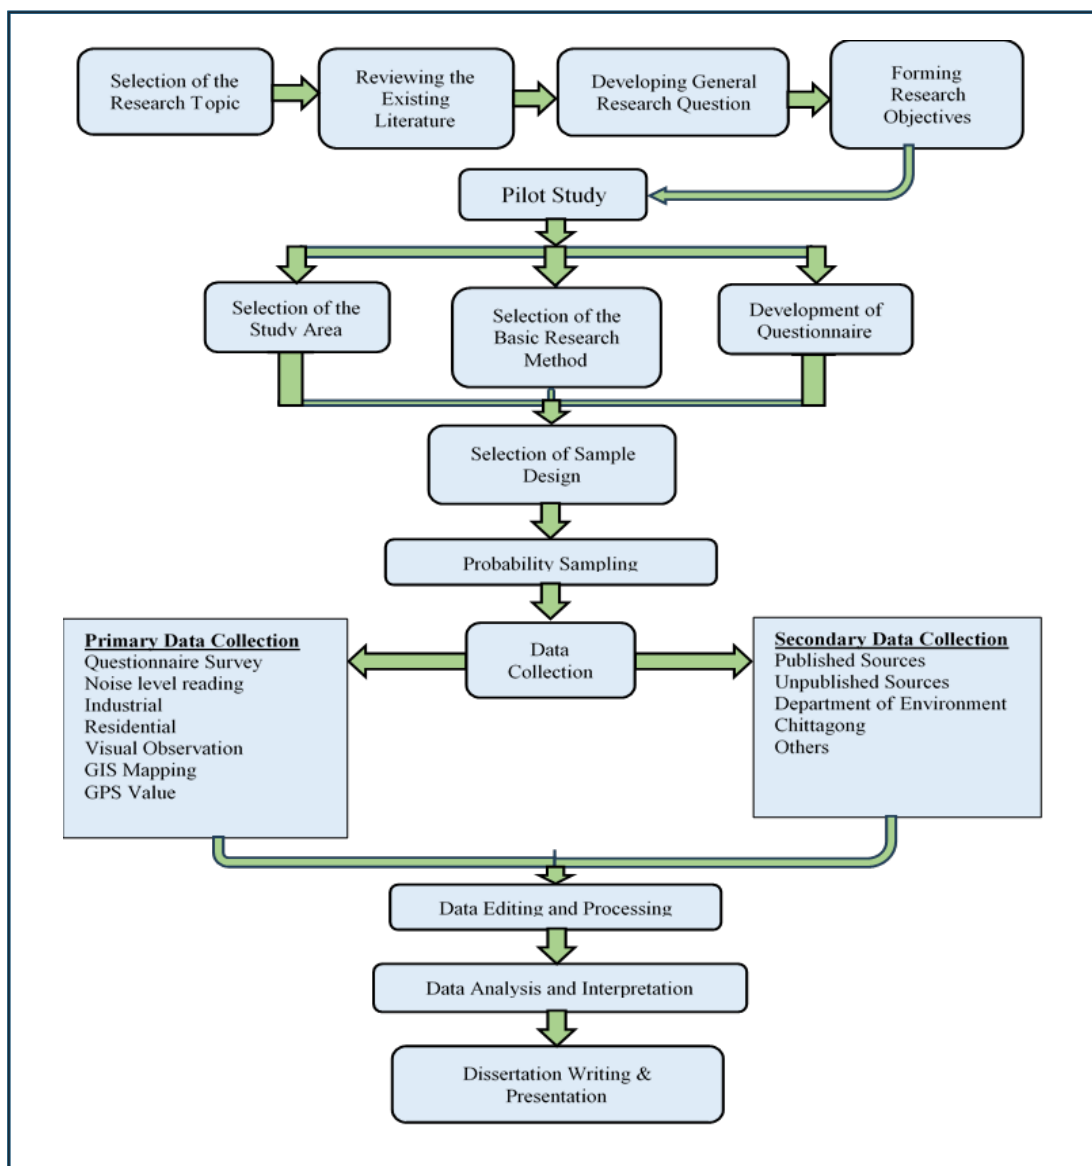 Selection of the
Research Topic
Reviewing the
Existing
Literature
Developing General
Research Question
Forming
Research
Objectives
Pilot Study
Selection of the
Study Area
Selection of the
Basic Research
Method
Development of
Questionnaire
Selection of Sample
Design
Probability Sampling
Data
Collection
Primary Data Collection
Questionnaire Survey
Noise level reading
Industrial
Residential
Visual Observation
GIS Mapping
GPS Value
Secondary Data Collection
Published Sources
Unpublished Sources
Department of Environment
Chittagong
Others
Data Editing and Processing
Data Analysis and Interpretation
Dissertation Writing &
Presentation